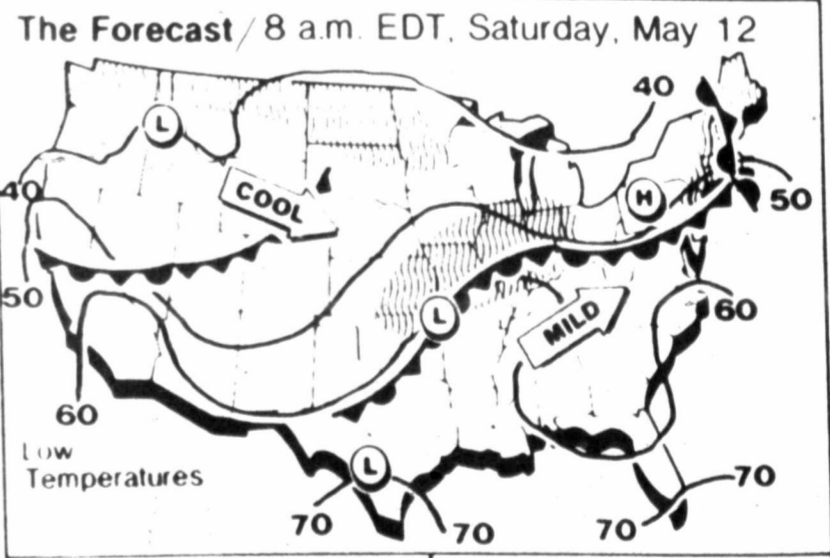 The Forecast / 8 a.m. EDT, Saturday, May 12
40
L
40
COOL
H
50
50
L
MILD
60
60
Low
Temperatures
L
70
70
70
70